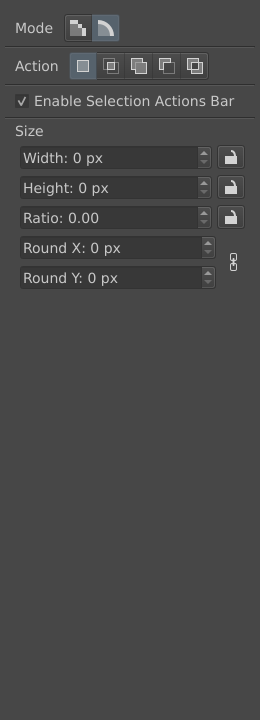 Mode
Action
Enable Selection Actions Bar
Size
Width: 0 px
Height: 0 px
Ratio: 0.00
Round X: 0 px
Round Y: 0 px